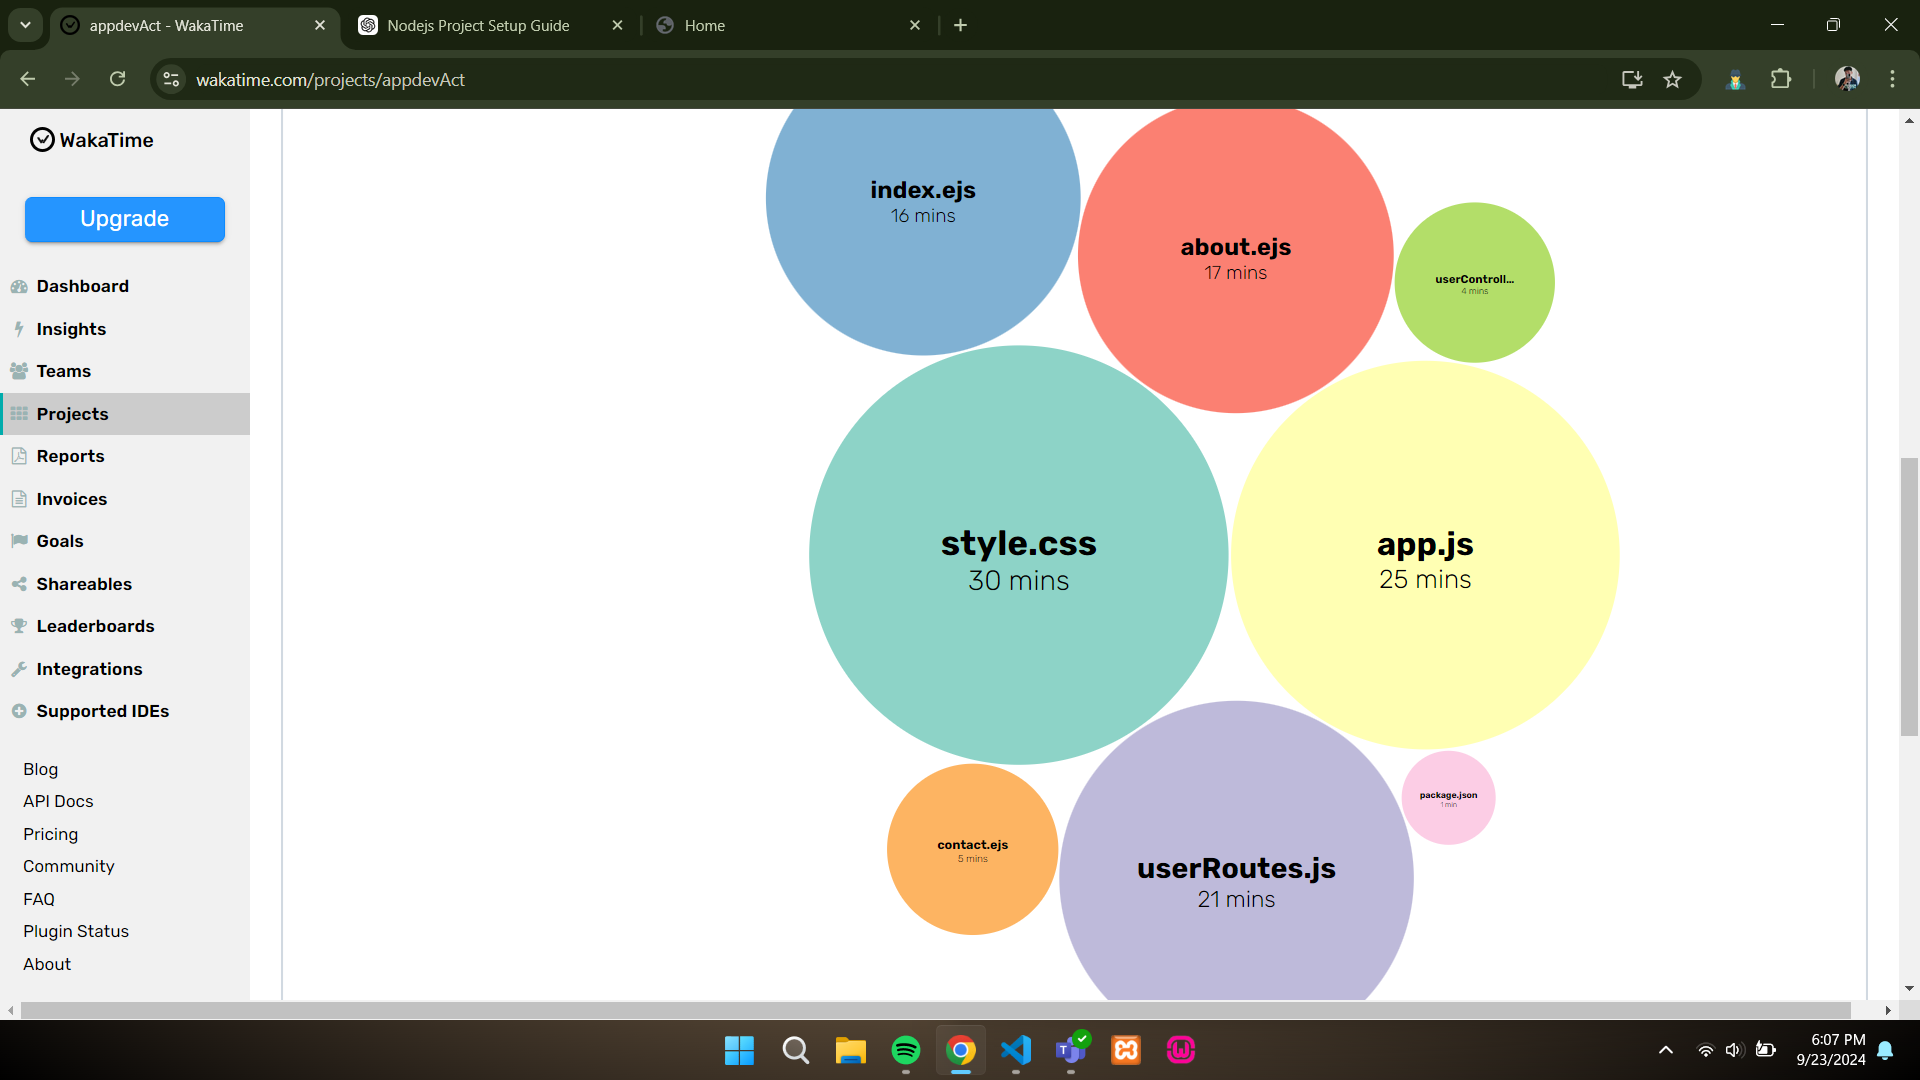 appdevAct - WakaTime
Nodejs Project Setup Guide
Home
wakatime.com/projects/appdevAct
WakaTime
Upgrade
Dashboard
Insights
Teams
Projects
Reports
Invoices
Goals
Shareables
Leaderboards
Integrations
Supported IDEs
Blog
API Docs
Pricing
Community
FAQ
Plugin Status
About
index.ejs
16 mins
about.ejs
17 mins
userControll...
4 mins
style.css
30 mins
app.js
25 mins
package.json
1 min
contact.ejs
5 mins
userRoutes.js
21 mins
6:07 PM
9/23/2024